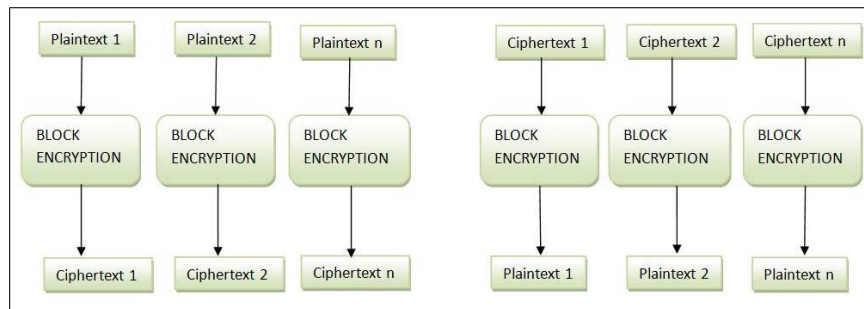 Plaintext 1
Plaintext 2
Plaintext n
BLOCK
ENCRYPTION
BLOCK
ENCRYPTION
BLOCK
ENCRYPTION
Ciphertext 1
Ciphertext 2
Ciphertext n
Ciphertext 1
Ciphertext 2
Ciphertext n
BLOCK
ENCRYPTION
BLOCK
ENCRYPTION
BLOCK
ENCRYPTION
Plaintext 1
Plaintext 2
Plaintext n